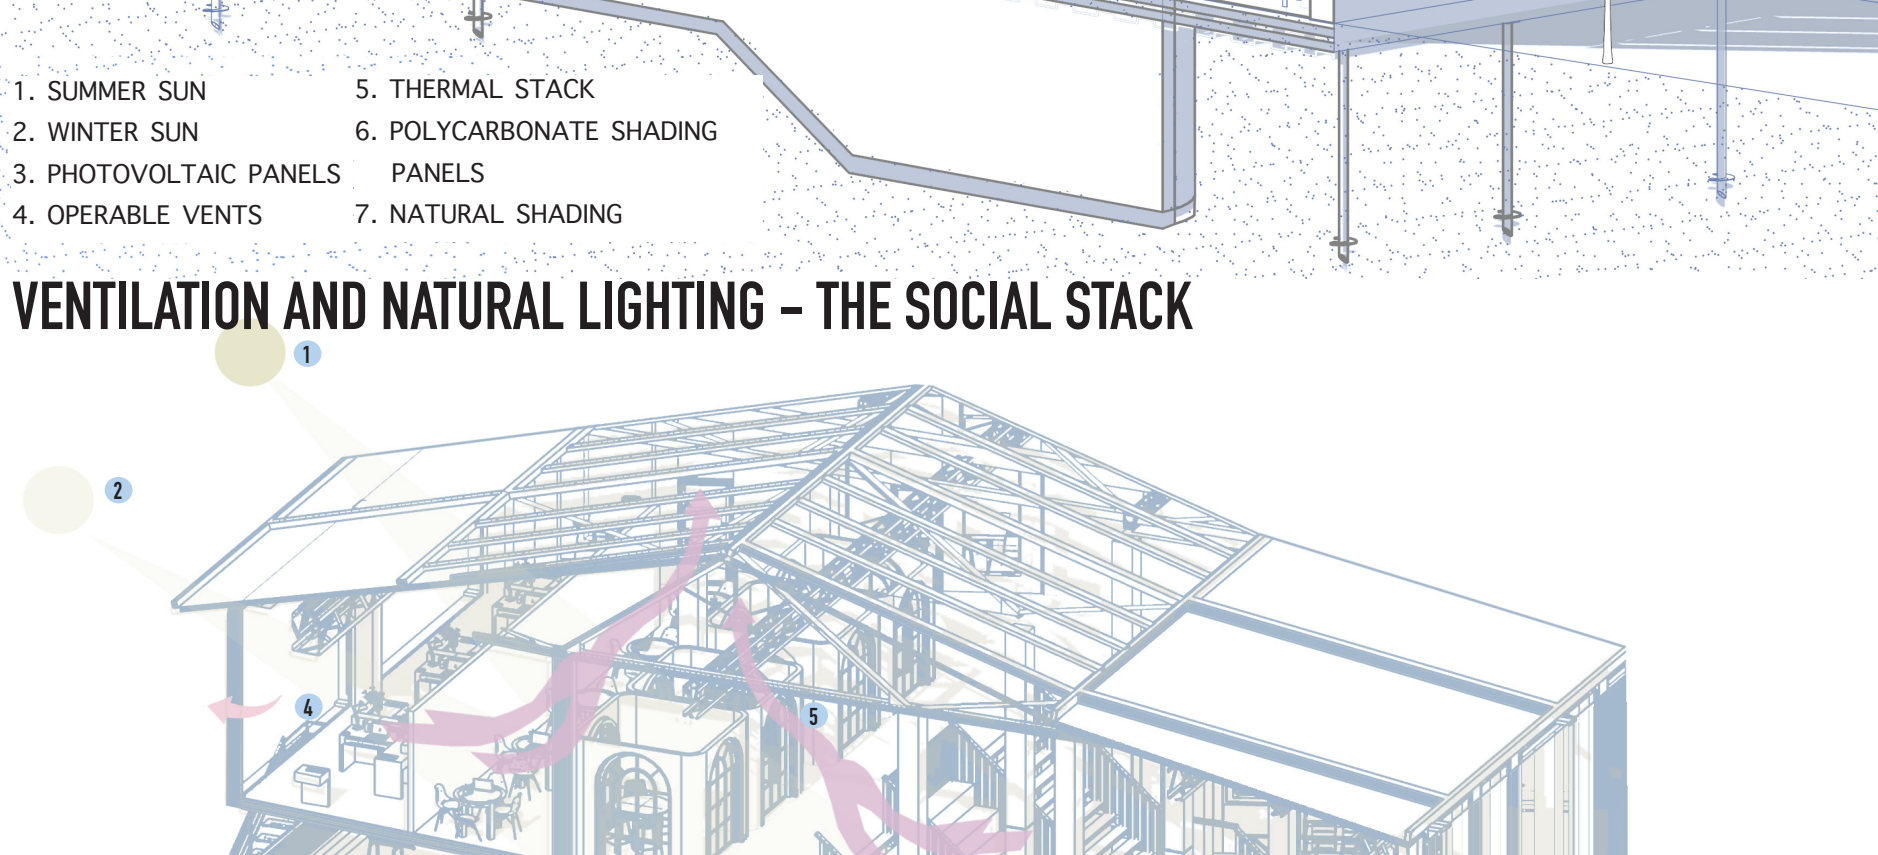 1. SUMMER SUN
2. WINTER SUN
3. PHOTOVOLTAIC PANELS
4. OPERABLE VENTS
5. THERMAL STACK
6. POLYCARBONATE SHADING
PANELS
7. NATURAL SHADING
VENTILATION AND NATURAL LIGHTING – THE SOCIAL STACK
1
2
4
5